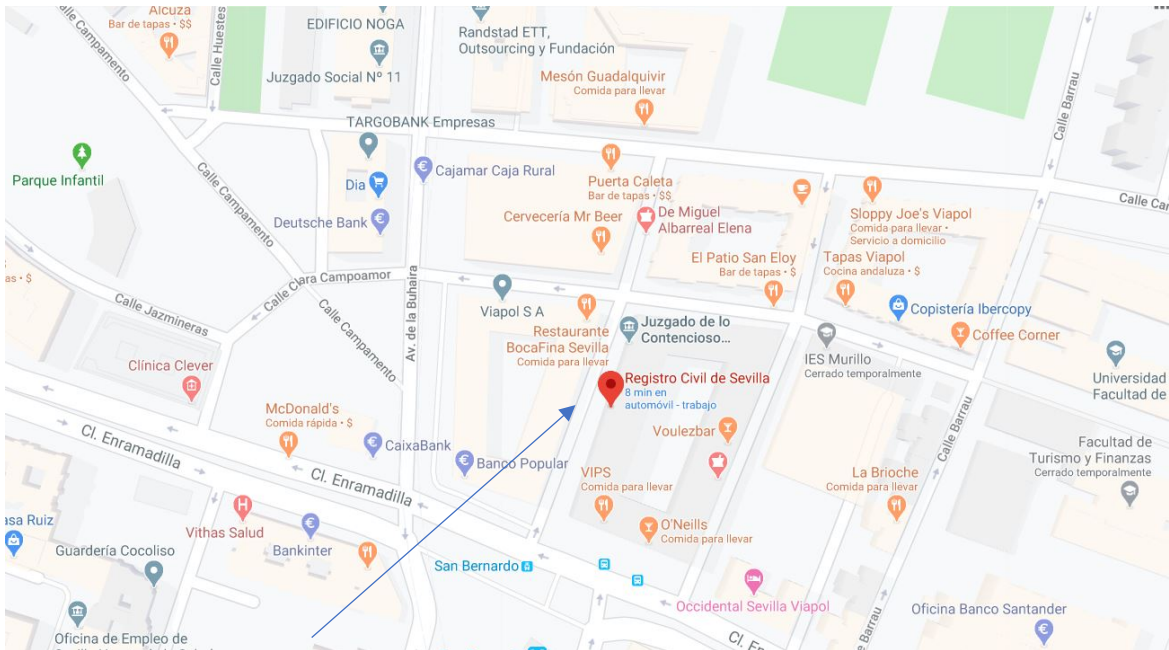 Alcuza
Bar de tapas • $$
Calle Campamento
Calle Huestes
EDIFICIO NOGA
Juzgado Social Nº 11
Randstad ETT,
Outsourcing y Fundación
Mesón Guadalquivir
Comida para llevar
Calle Barrau
TARGOBANK Empresas
Parque Infantil
Calle Campamento
Dia
Cajamar Caja Rural
Puerta Caleta
Bar de tapas • $$
Deutsche Bank
Cervecería Mr Beer
De Miguel
Albarreal Elena
Sloppy Joe's Viapol
Comida para llevar •
Servicio a domicilio
El Patio San Eloy
Bar de tapas • $
Tapas Viapol
Cocina andaluza • $
Calle Clara Campoamor
Viapol S A
Copistería Ibercopy
Calle Jazmineras
Calle Campamento
Av. de la Buhaira
Restaurante
BocaFina Sevilla
Comida para llevar
Juzgado de lo
Contencioso...
Coffee Corner
IES Murillo
Cerrado temporalmente
Clínica Clever
Registro Civil de Sevilla
8 min en
automóvil - trabajo
Universidad
Facultad de
McDonald's
Comida rápida • $
Voulezbar
Calle Barrau
Cl. Enramadilla
CaixaBank
Banco Popular
Facultad de
Turismo y Finanzas
Cerrado temporalmente
Cl. Enramadilla
VIPS
Comida para llevar
La Brioche
Comida para llevar
Vithas Salud
Bankinter
O'Neills
Comida para llevar
Guardería Cocoliso
San Bernardo
Occidental Sevilla Viapol
Oficina Banco Santander
Oficina de Empleo de
Barrau